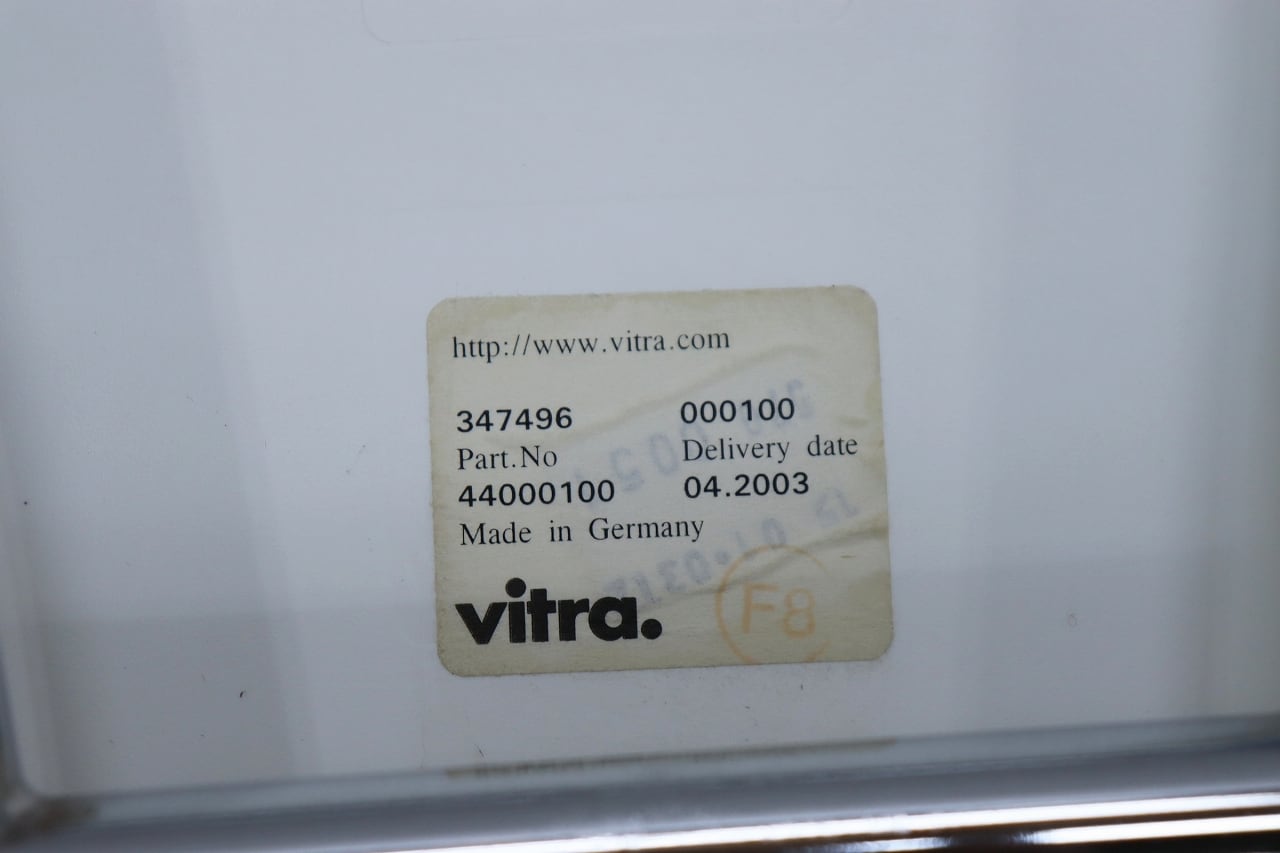 http://www.vitra.com
347496 000100
Part.No Delivery date
44000100 04.2003
Made in Germany
vitra.
F8